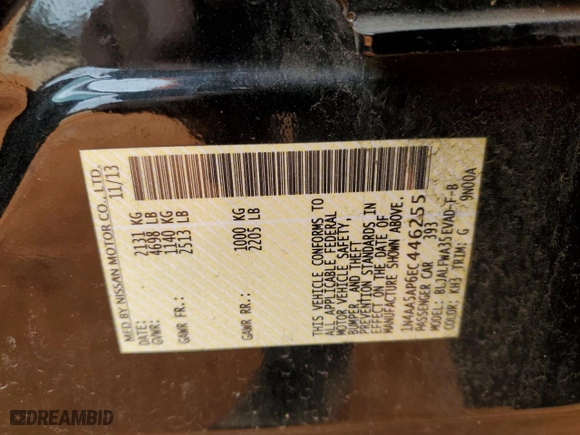 MFD BY NISSAN MOTOR CO., LTD. 11/13
GVWR: 2131 KG
4698 LB
GAWR FR: 1140 KG
2513 LB
GAWR RR: 1000 KG
2205 LB
THIS VEHICLE CONFORMS TO
ALL APPLICABLE FEDERAL
MOTOR VEHICLE SAFETY,
BUMPER, AND THEFT
PREVENTION STANDARDS IN
EFFECT ON THE DATE OF
MANUFACTURE SHOWN ABOVE.
1N4AA5AP6EC446255
PASSENGER CAR 393
MODEL: BLJALFWA35EVAD-F-B
COLOR: KH3 TRIM: G 9N00A
DREAMBID